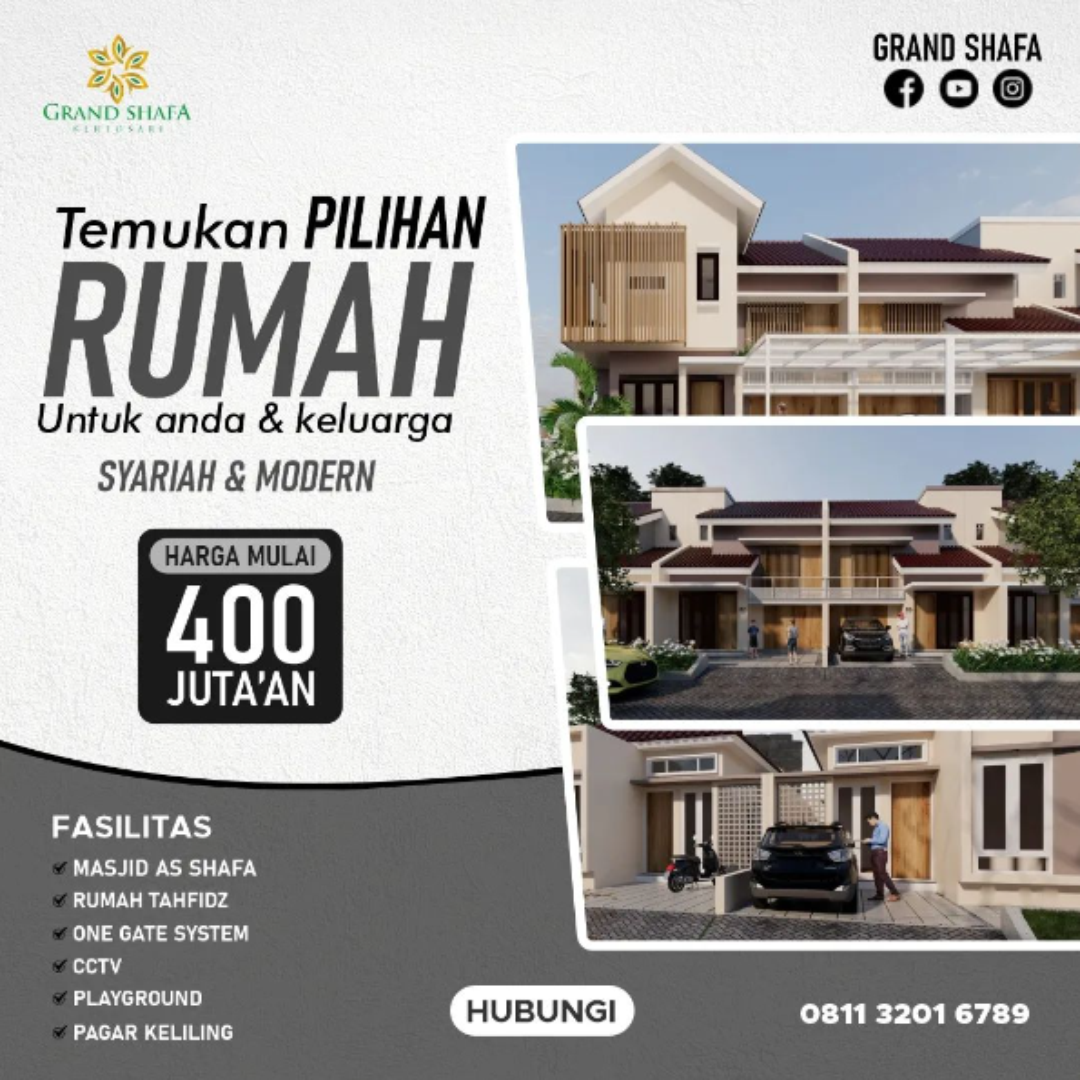 GRAND SHAFA
KERTOSARI
GRAND SHAFA
Temukan PILIHAN
RUMAH
Untuk anda & keluarga
SYARIAH & MODERN
HARGA MULAI
400
JUTA'AN
FASILITAS
MASJID AS SHAFA
RUMAH TAHFIDZ
ONE GATE SYSTEM
CCTV
PLAYGROUND
PAGAR KELILING
HUBUNGI
0811 3201 6789